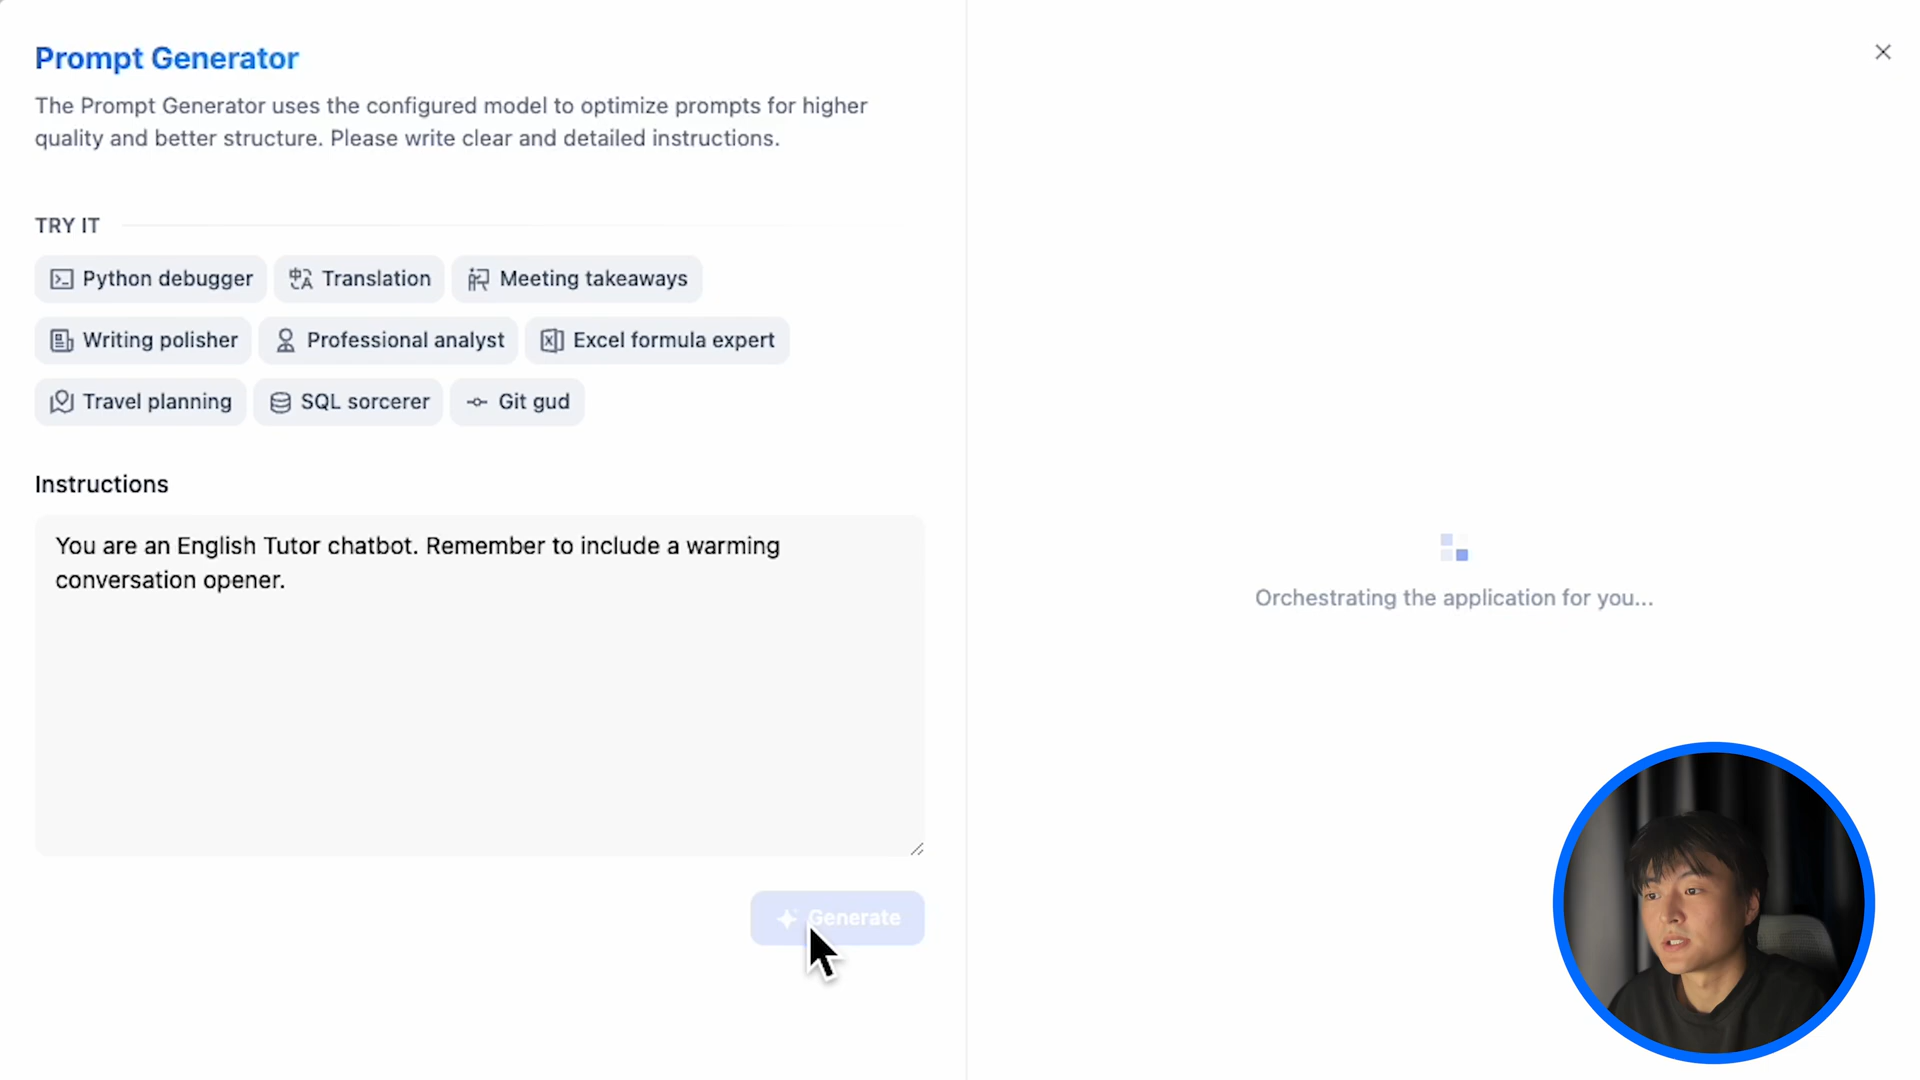 Prompt Generator
The Prompt Generator uses the configured model to optimize prompts for higher
quality and better structure. Please write clear and detailed instructions.
TRY IT
Python debugger
Translation
Meeting takeaways
Writing polisher
Professional analyst
Excel formula expert
Travel planning
SQL sorcerer
Git gud
Instructions
You are an English Tutor chatbot. Remember to include a warming
conversation opener.
Generate
Orchestrating the application for you...